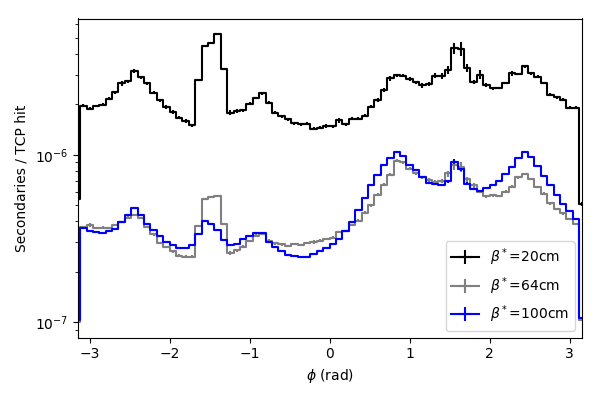 Secondaries / TCP hit
10⁻⁶
10⁻⁷
−3 −2 −1 0 1 2 3
ϕ (rad)
β*=20cm
β*=64cm
β*=100cm